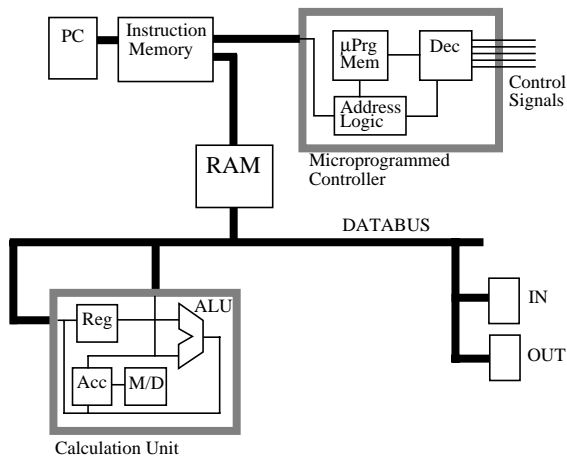 PC
Instruction
Memory
μPrg
Mem
Dec
Address
Logic
Control
Signals
Microprogrammed
Controller
RAM
DATABUS
Reg
ALU
Acc
M/D
IN
OUT
Calculation Unit